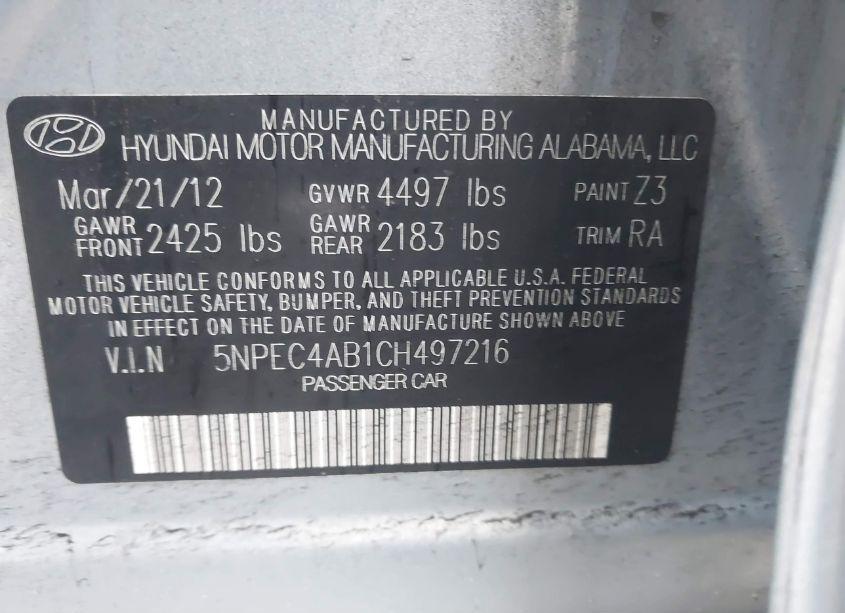 MANUFACTURED BY
HYUNDAI MOTOR MANUFACTURING ALABAMA, LLC
Mar/21/12 GVWR 4497 lbs PAINT Z3
GAWR FRONT 2425 lbs GAWR REAR 2183 lbs TRIM RA
THIS VEHICLE CONFORMS TO ALL APPLICABLE U.S.A. FEDERAL
MOTOR VEHICLE SAFETY, BUMPER, AND THEFT PREVENTION STANDARDS
IN EFFECT ON THE DATE OF MANUFACTURE SHOWN ABOVE
V.I.N 5NPEC4AB1CH497216
PASSENGER CAR